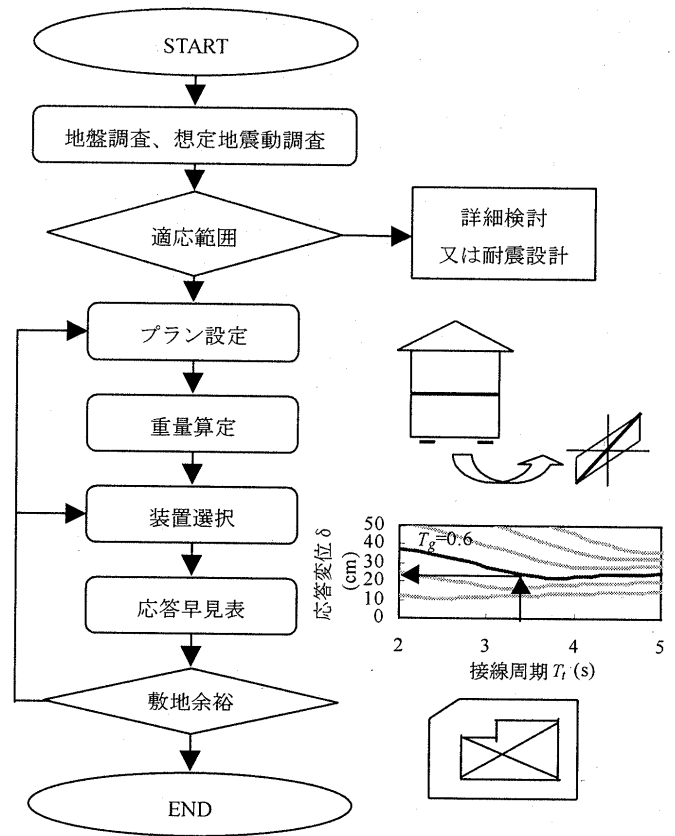 START
地盤調査、想定地震動調査
適応範囲
詳細検討
又は耐震設計
プラン設定
重量算定
装置選択
応答早見表
敷地余裕
END
応答変位 δ
(cm)
50
40
30
20
10
0
Tg=0.6
2
3
4
5
接線周期 Tt (s)